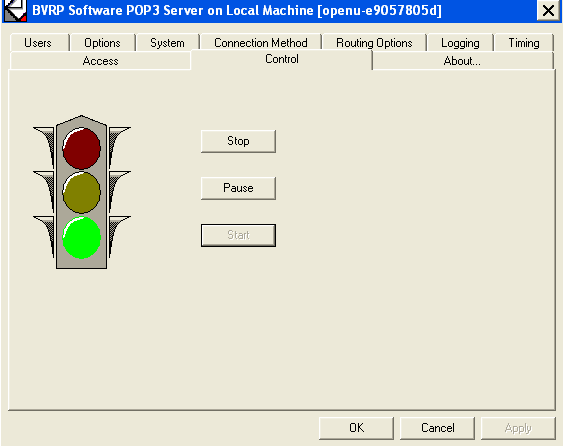 BVRP Software POP3 Server on Local Machine [openu-e9057805d]
Users Options System Connection Method Routing Options Logging Timing
Access Control About...
Stop
Pause
Start
OK Cancel Apply